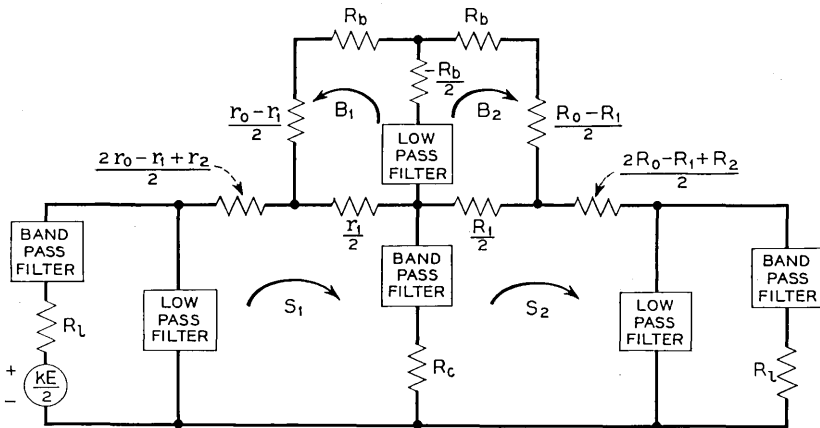 R_b
R_b
-R_b
2
r_0 - r_1
2
B_1
B_2
R_0 - R_1
2
LOW
PASS
FILTER
2r_0 - r_1 + r_2
2
2R_0 - R_1 + R_2
2
r_1
2
R_1
2
BAND
PASS
FILTER
BAND
PASS
FILTER
BAND
PASS
FILTER
LOW
PASS
FILTER
S_1
S_2
LOW
PASS
FILTER
R_l
R_c
R_l
+
-
KE
2